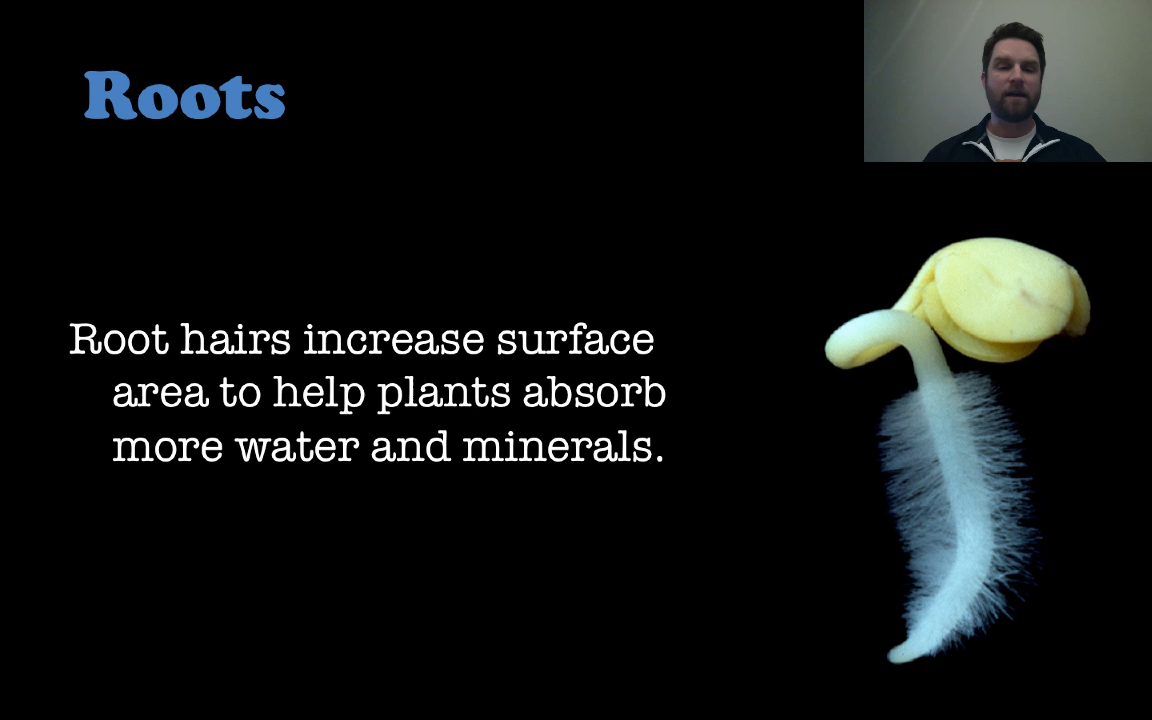 Roots
Root hairs increase surface
area to help plants absorb
more water and minerals.